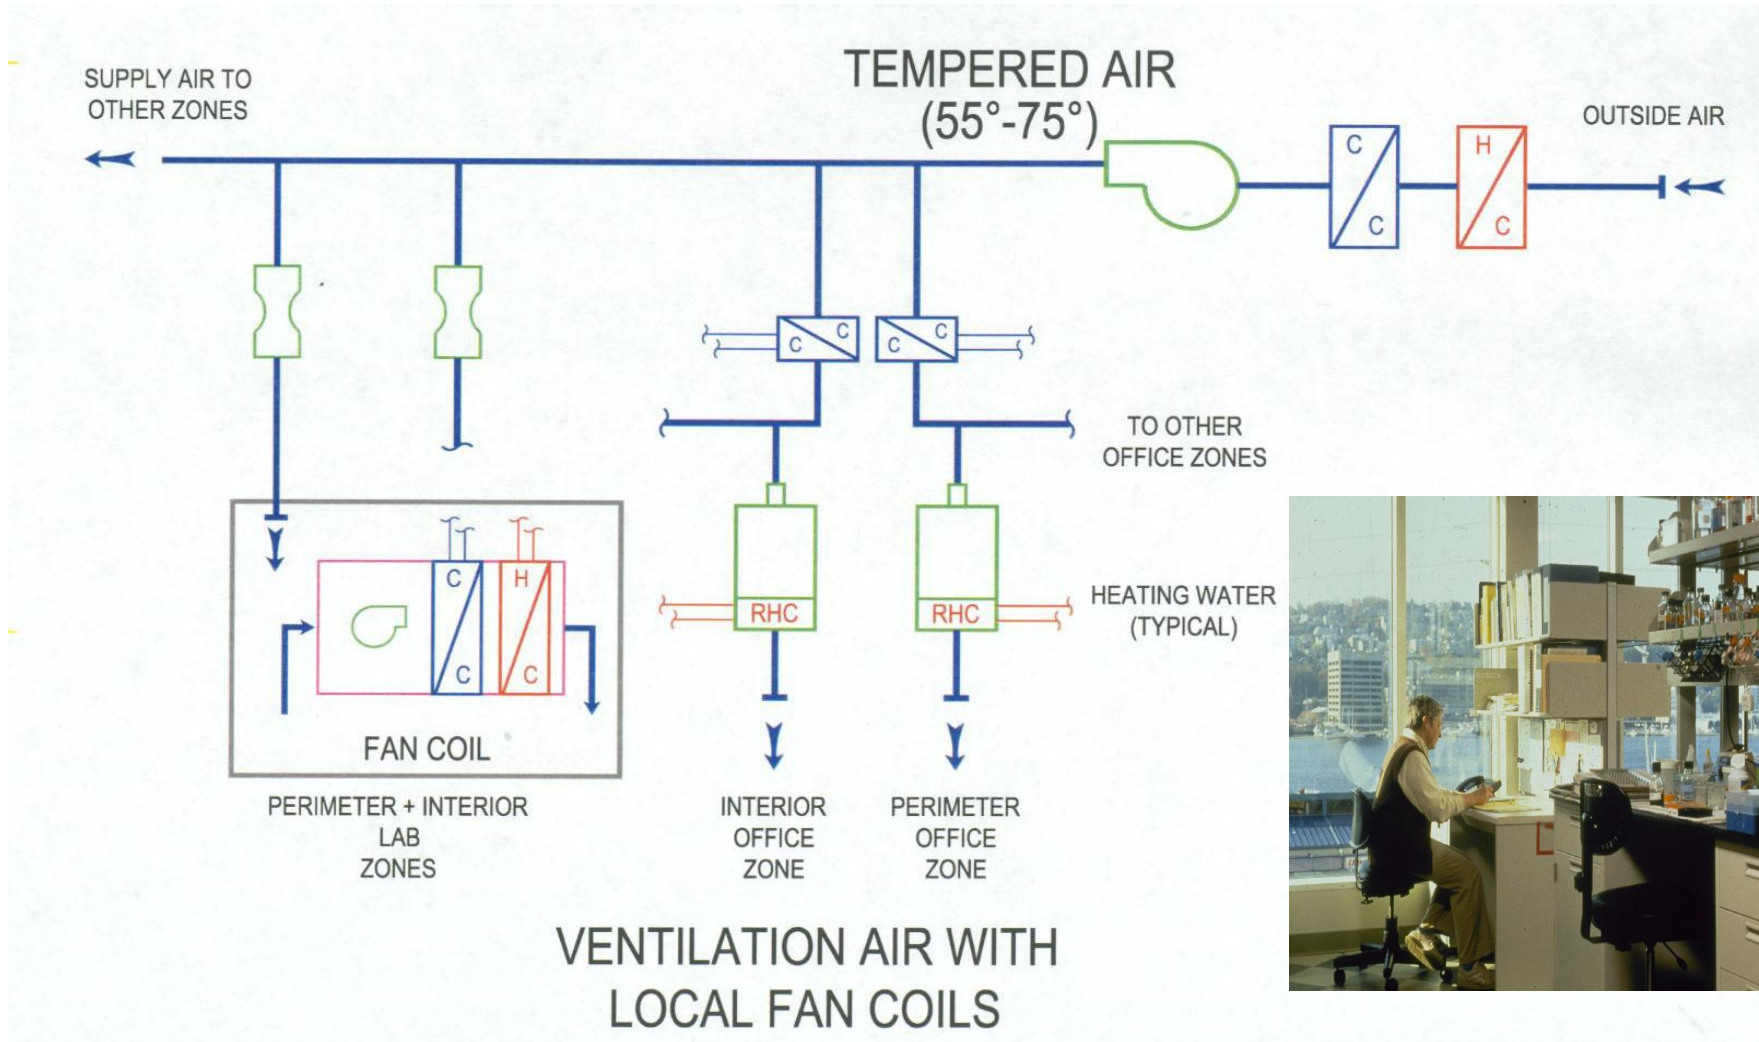 TEMPERED AIR
(55°-75°)
SUPPLY AIR TO
OTHER ZONES
OUTSIDE AIR
C
C
H
C
C
C
C
C
TO OTHER
OFFICE ZONES
C
C
H
C
FAN COIL
RHC
RHC
HEATING WATER
(TYPICAL)
PERIMETER + INTERIOR
LAB
ZONES
INTERIOR
OFFICE
ZONE
PERIMETER
OFFICE
ZONE
VENTILATION AIR WITH
LOCAL FAN COILS